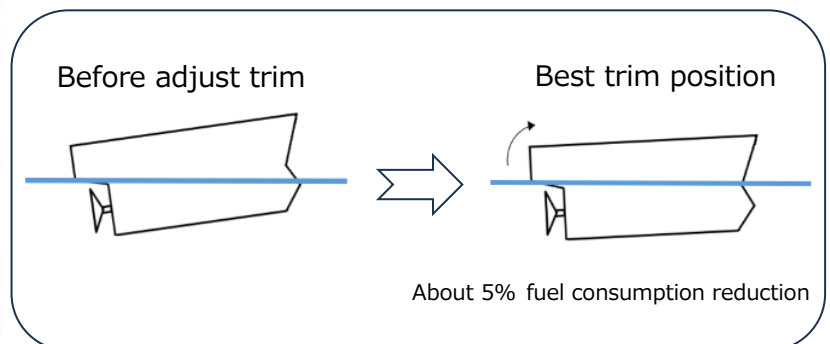 Before adjust trim
Best trim position
About 5% fuel consumption reduction